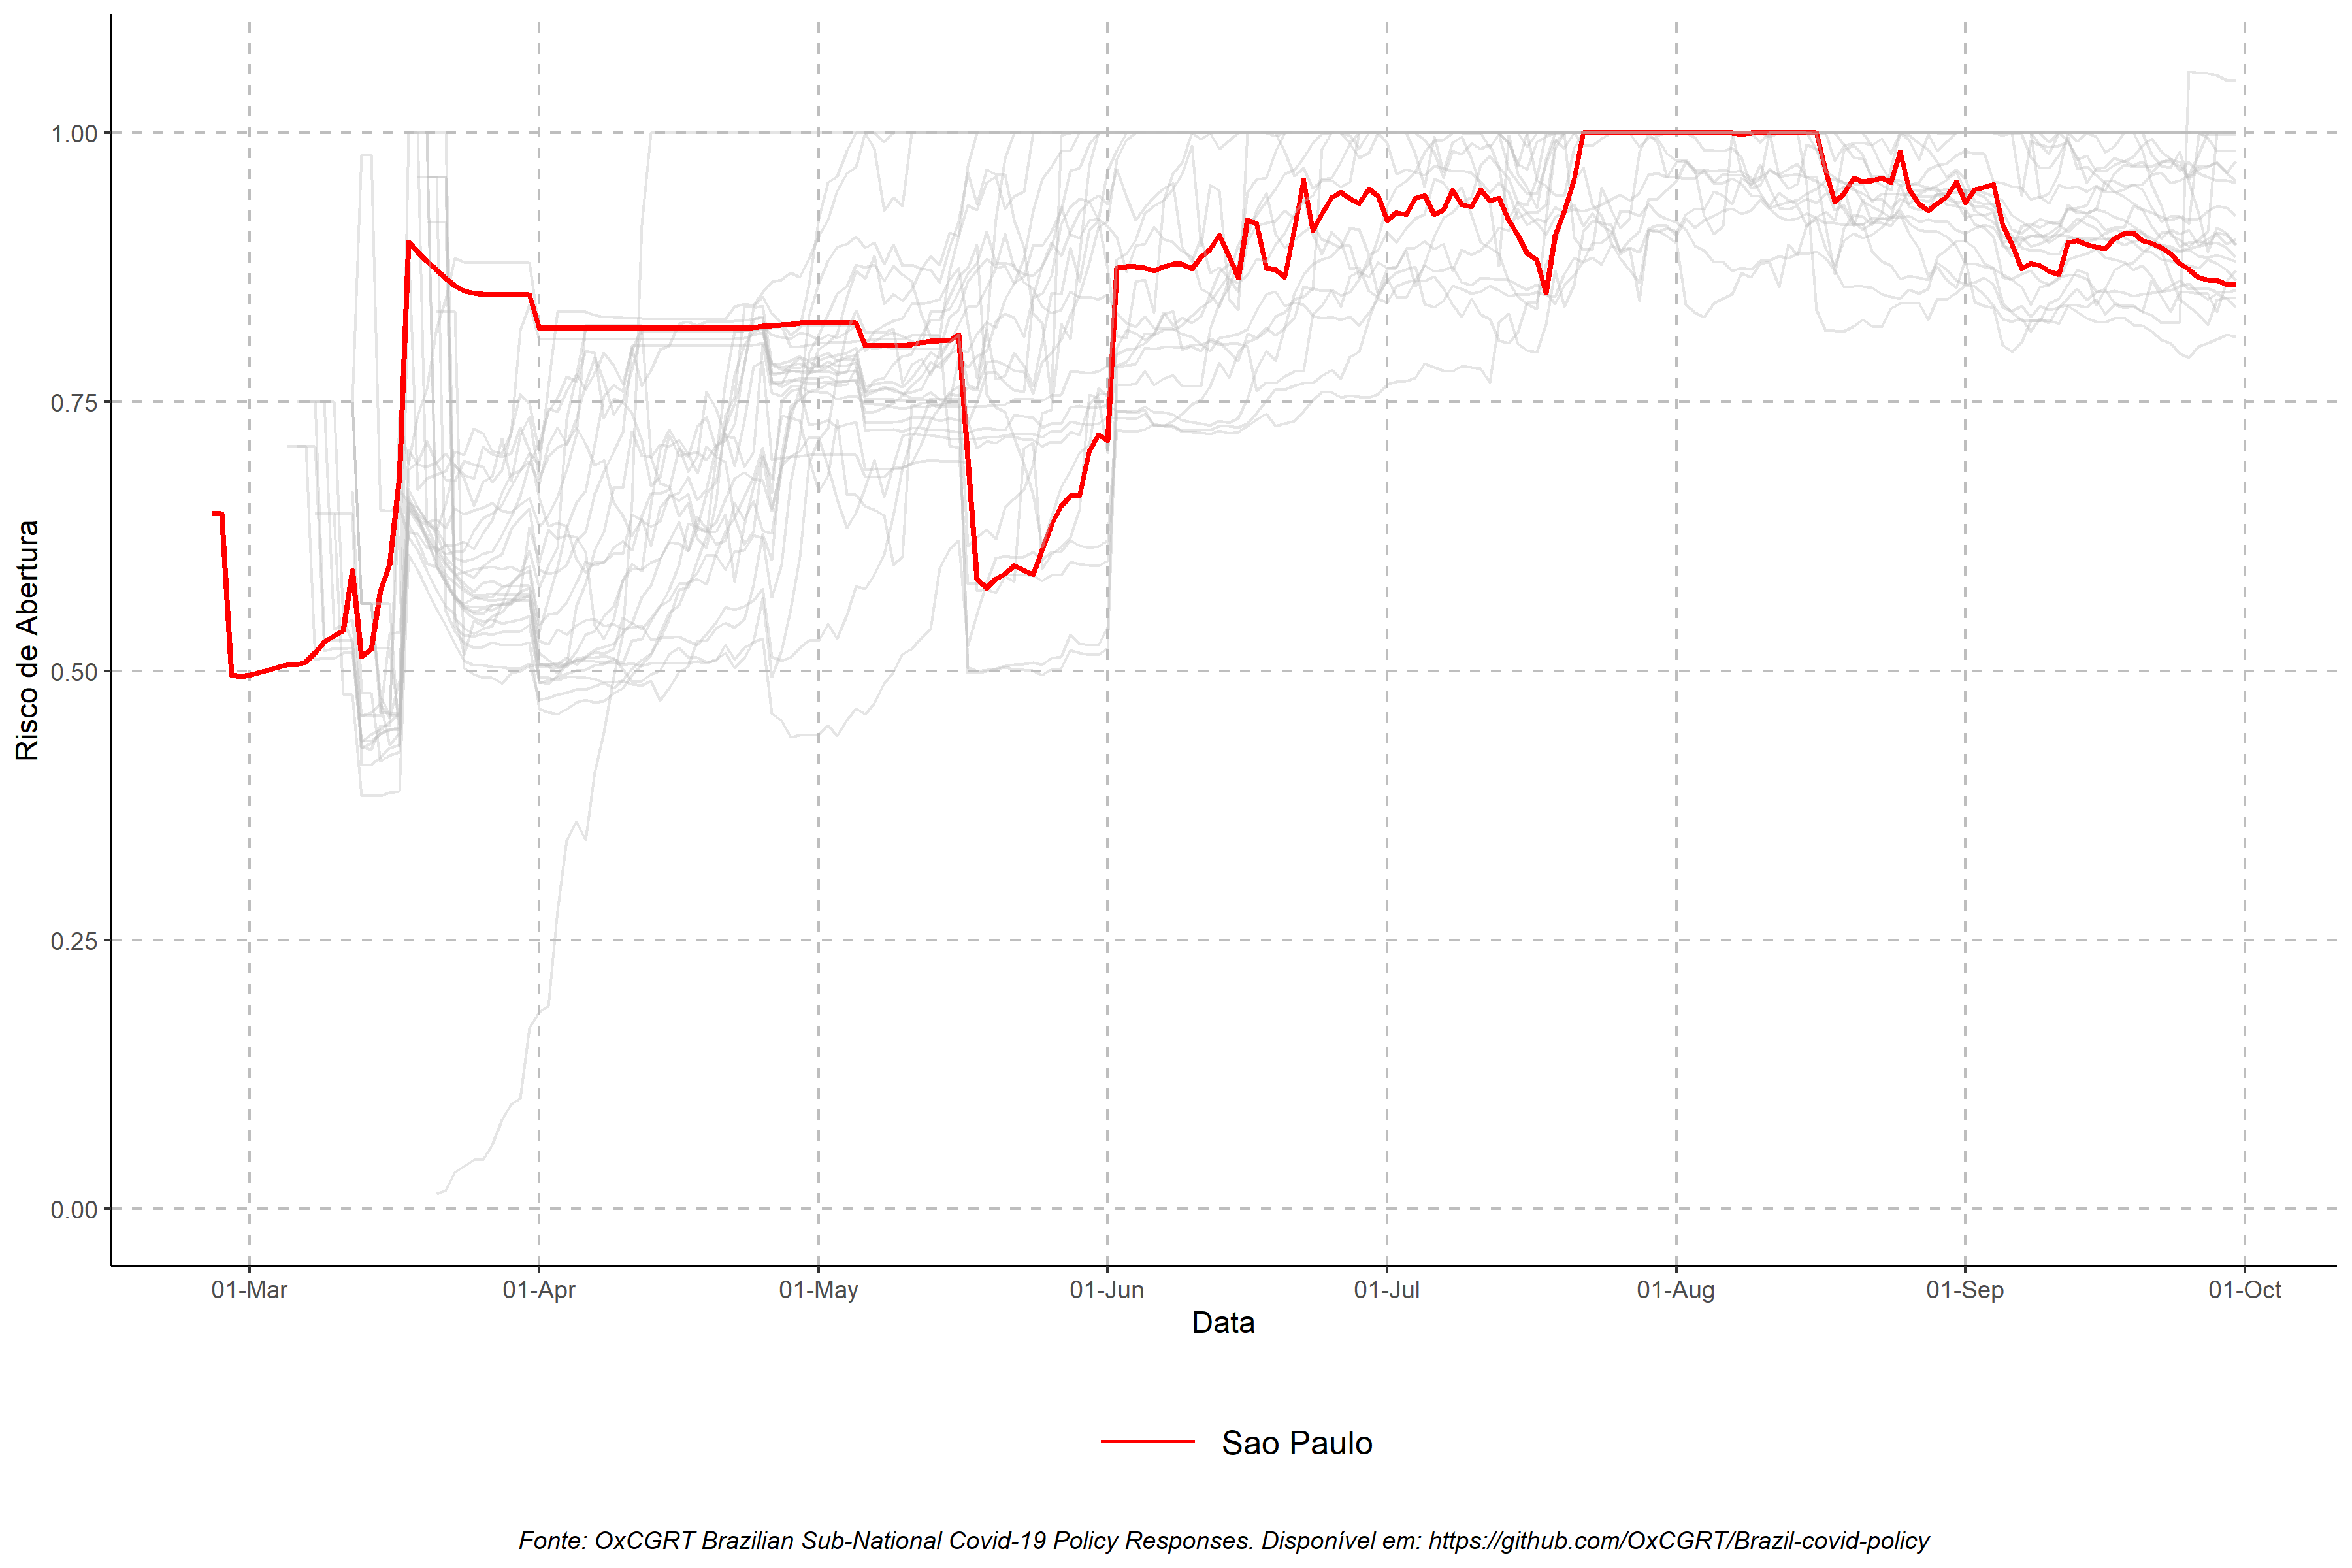 1.00
0.75
0.50
0.25
0.00
Risco de Abertura
01-Mar 01-Apr 01-May 01-Jun 01-Jul 01-Aug 01-Sep 01-Oct
Data
Sao Paulo
Fonte: OxCGRT Brazilian Sub-National Covid-19 Policy Responses. Disponível em: https://github.com/OxCGRT/Brazil-covid-policy